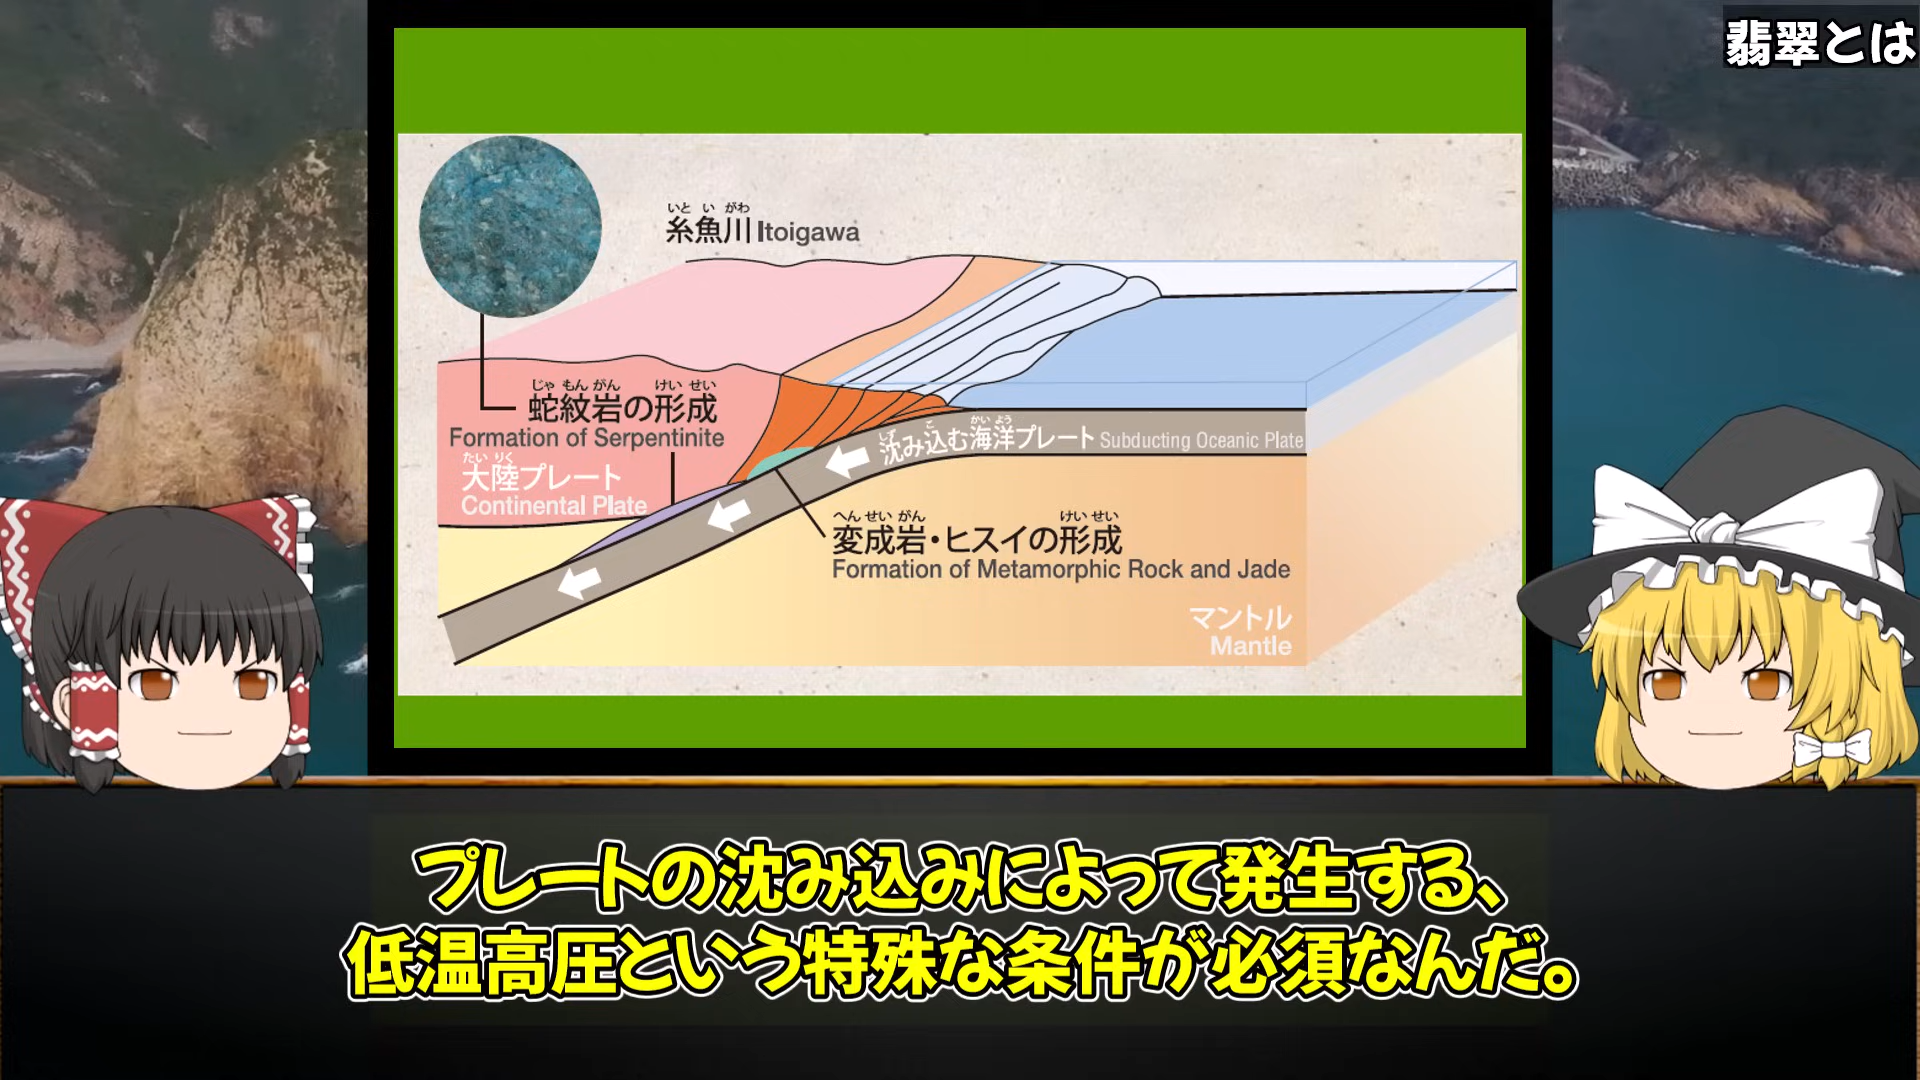 翡翠とは
いと い がわ
糸魚川 Itoigawa
じゃ もん がん けい せい
蛇紋岩の形成
Formation of Serpentinite
たい りく
大陸プレート
Continental Plate
しず こ かい よう
沈み込む海洋プレート Subducting Oceanic Plate
へん せい がん けい せい
変成岩・ヒスイの形成
Formation of Metamorphic Rock and Jade
マントル
Mantle
プレートの沈み込みによって発生する、
低温高圧という特殊な条件が必須なんだ。